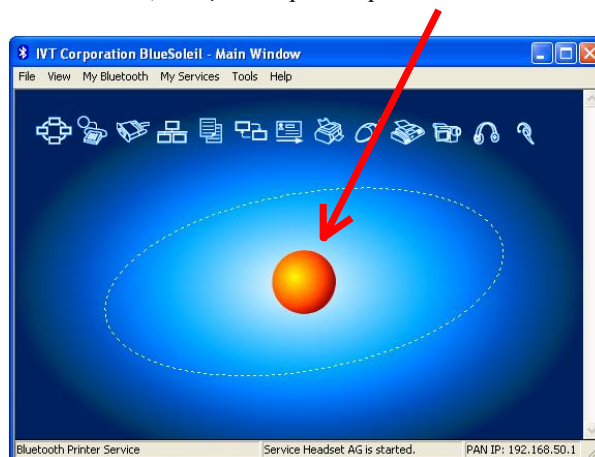 IVT Corporation BlueSoleil - Main Window
File View My Bluetooth My Services Tools Help
Bluetooth Printer Service Service Headset AG is started. PAN IP: 192.168.50.1